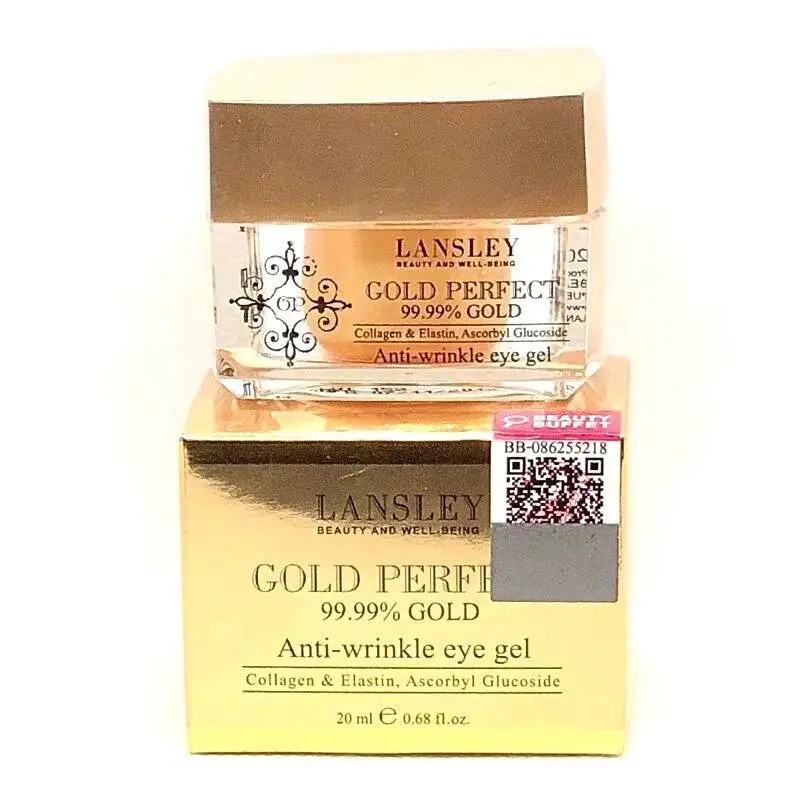 LANSLEY
BEAUTY AND WELL-BEING
GOLD PERFECT
99.99% GOLD
Collagen & Elastin, Ascorbyl Glucoside
Anti-wrinkle eye gel
GP
BEAUTY
BUFFET
BB-086255218
LANSLEY
BEAUTY AND WELL-BEING
GOLD PERFE
99.99% GOLD
Anti-wrinkle eye gel
Collagen & Elastin, Ascorbyl Glucoside
20 ml ℮ 0.68 fl.oz.